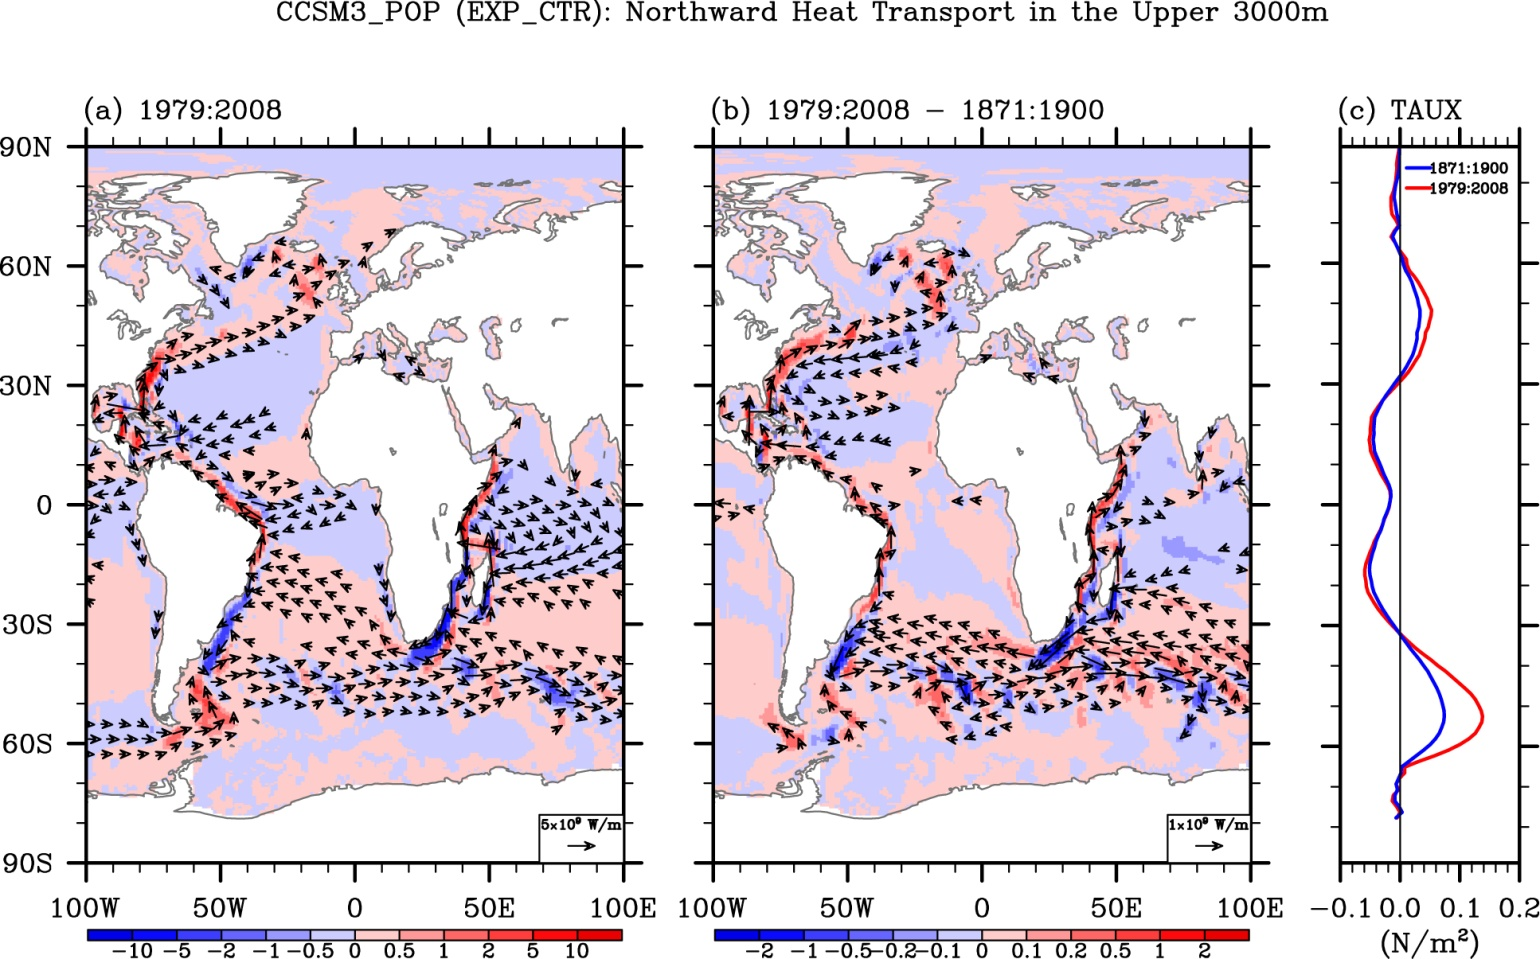 CCSM3_POP (EXP_CTR): Northward Heat Transport in the Upper 3000m
(a) 1979:2008
(b) 1979:2008 − 1871:1900
(c) TAUX
1871:1900
1979:2008
90N
60N
30N
0
30S
60S
90S
5×10⁹ W/m
1×10⁹ W/m
100W 50W 0 50E 100E
100W 50W 0 50E 100E
−0.1 0.0 0.1 0.2
(N/m²)
−10 −5 −2 −1 −0.5 0 0.5 1 2 5 10
−2 −1 −0.5 −0.2 −0.1 0 0.1 0.2 0.5 1 2